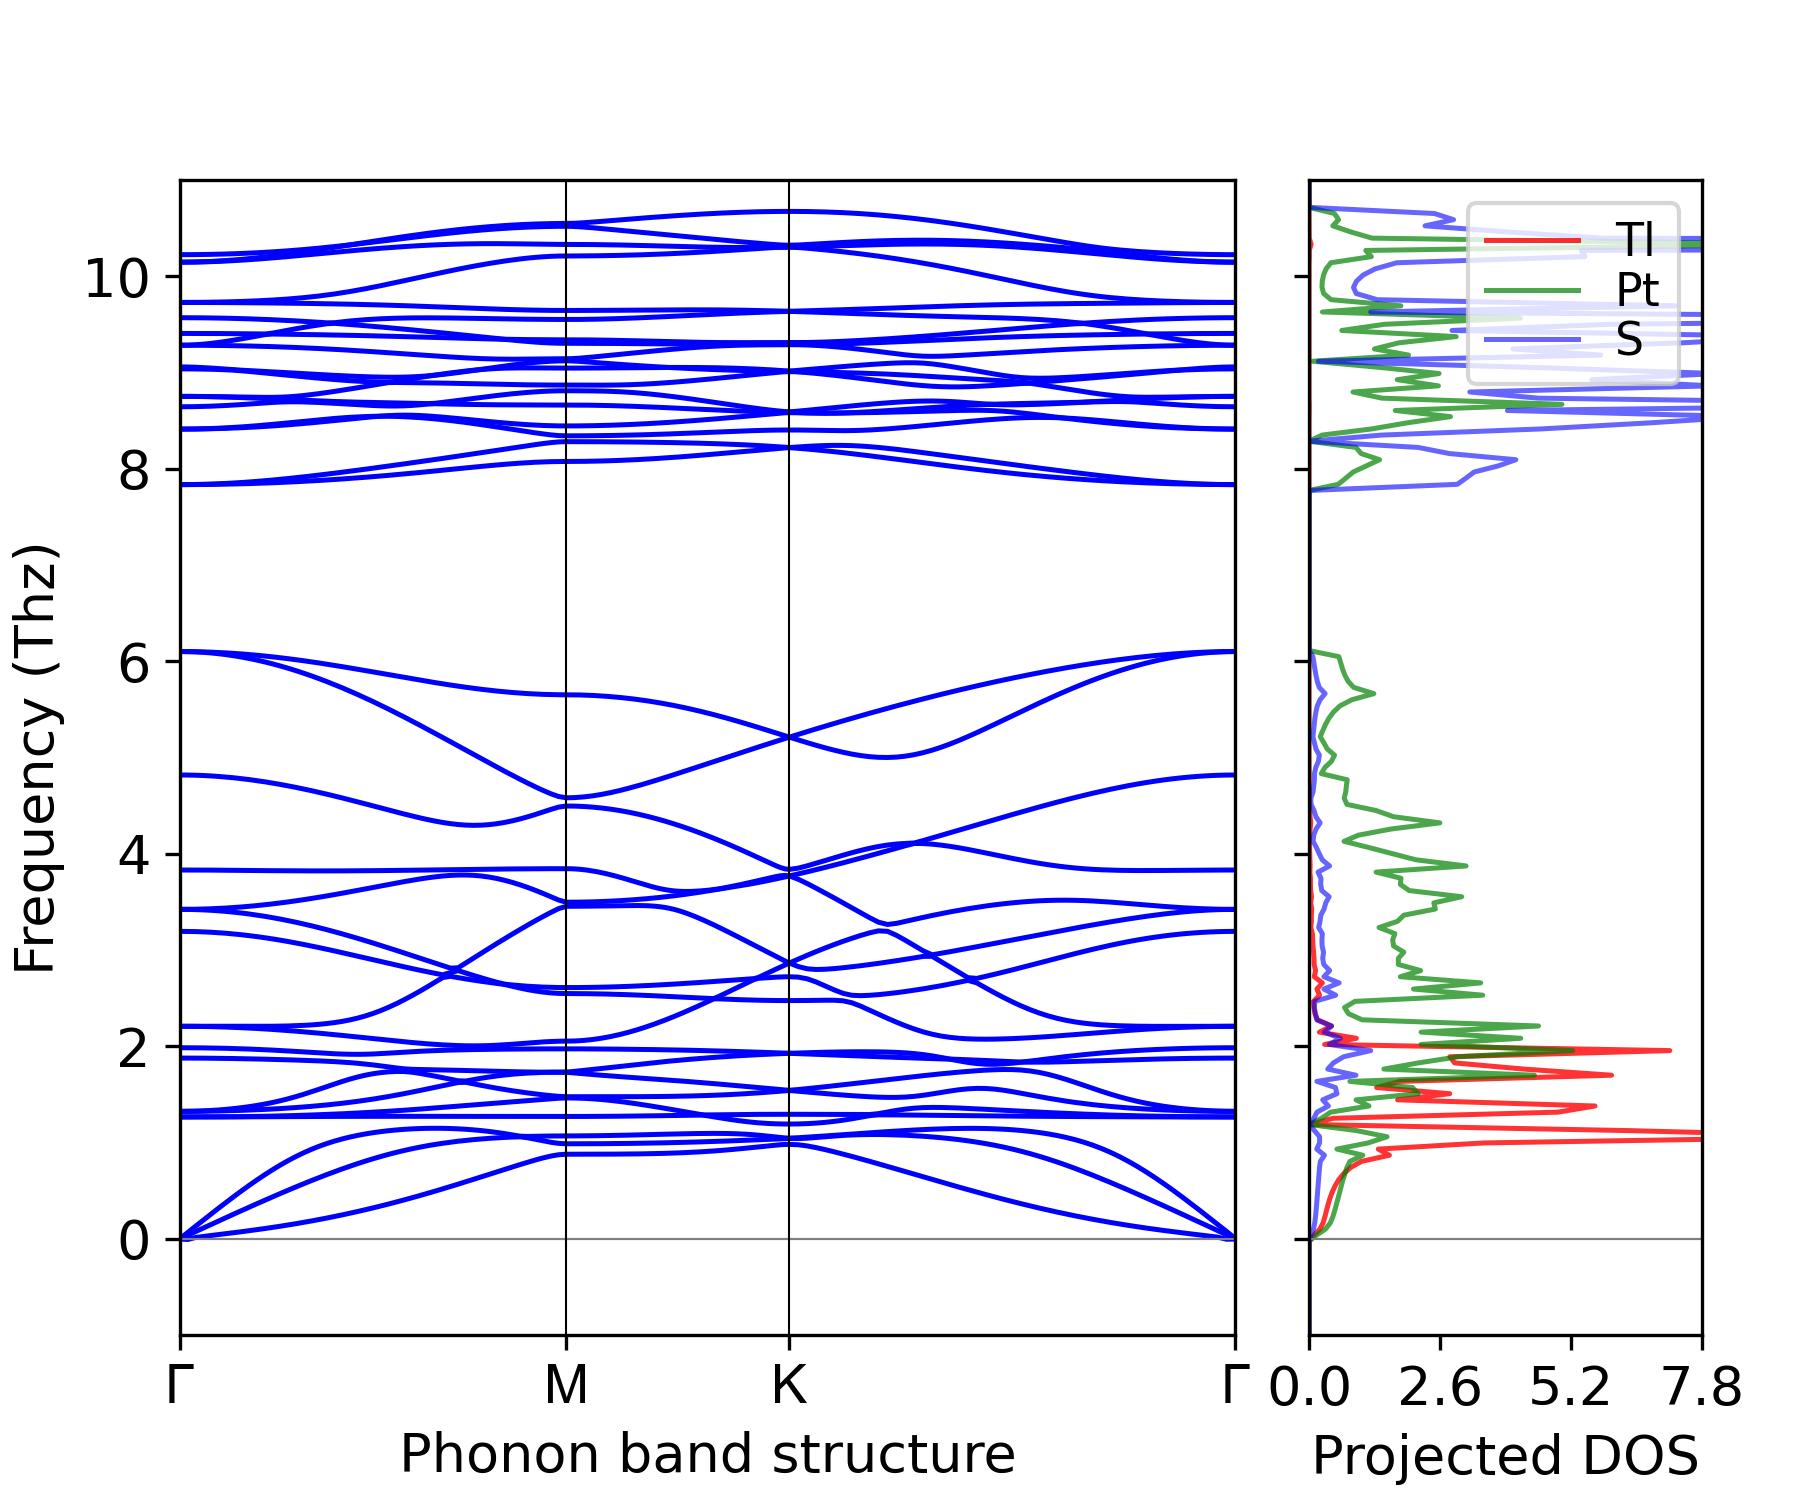 Frequency (Thz)
10
8
6
4
2
0
Γ M K Γ
Phonon band structure
Tl
Pt
S
0.0 2.6 5.2 7.8
Projected DOS